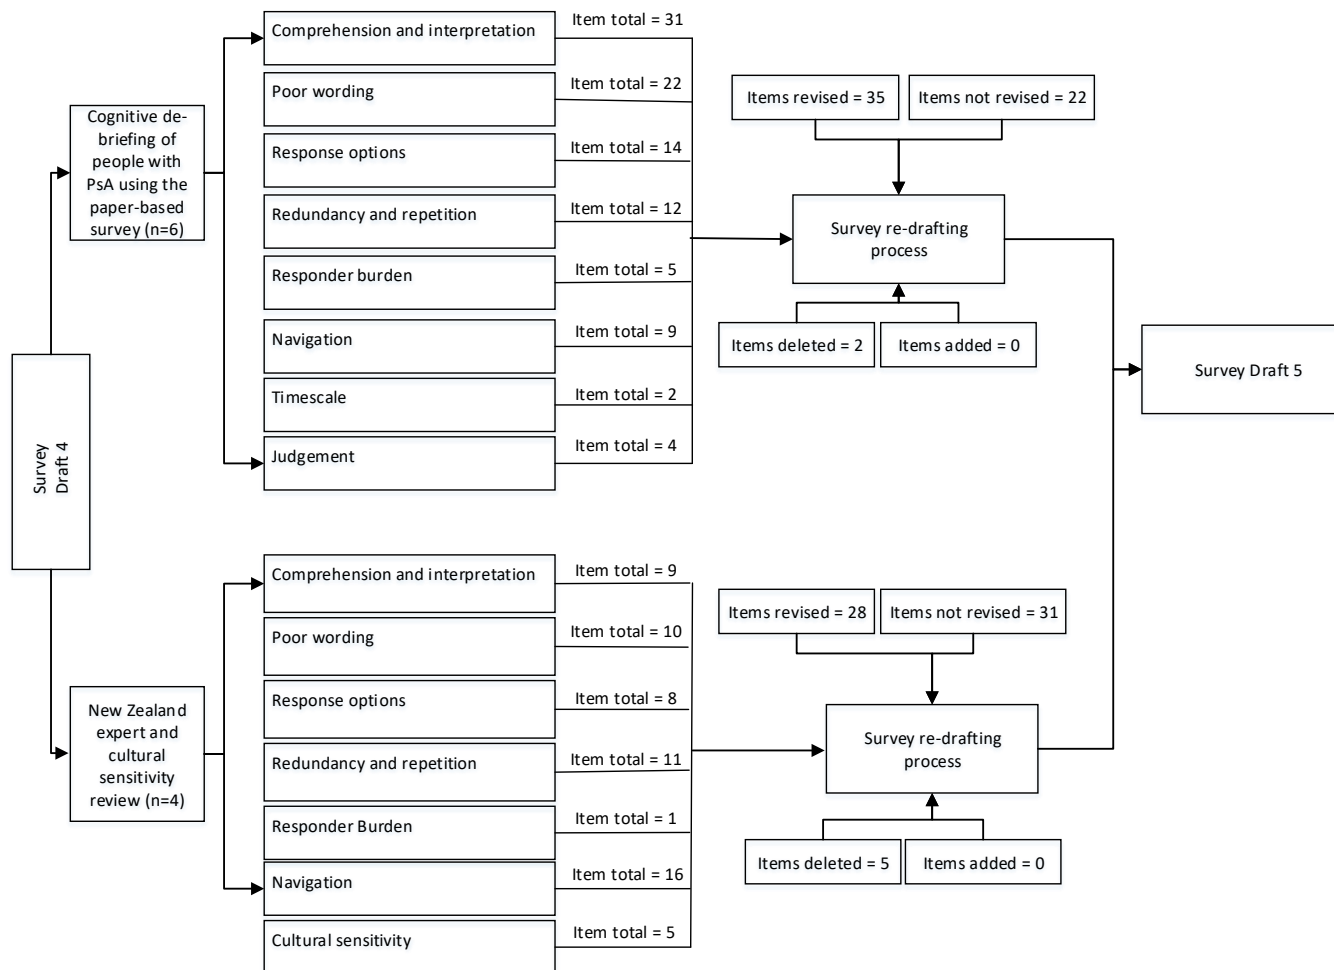 Survey
Draft 4
Cognitive de-
briefing of
people with
PsA using the
paper-based
survey (n=6)
Comprehension and interpretation
Item total = 31
Poor wording
Item total = 22
Response options
Item total = 14
Redundancy and repetition
Item total = 12
Responder burden
Item total = 5
Navigation
Item total = 9
Timescale
Item total = 2
Judgement
Item total = 4
Items revised = 35
Items not revised = 22
Survey re-drafting
process
Items deleted = 2
Items added = 0
New Zealand
expert and
cultural
sensitivity
review (n=4)
Comprehension and interpretation
Item total = 9
Poor wording
Item total = 10
Response options
Item total = 8
Redundancy and repetition
Item total = 11
Responder Burden
Item total = 1
Navigation
Item total = 16
Cultural sensitivity
Item total = 5
Items revised = 28
Items not revised = 31
Survey re-drafting
process
Items deleted = 5
Items added = 0
Survey Draft 5